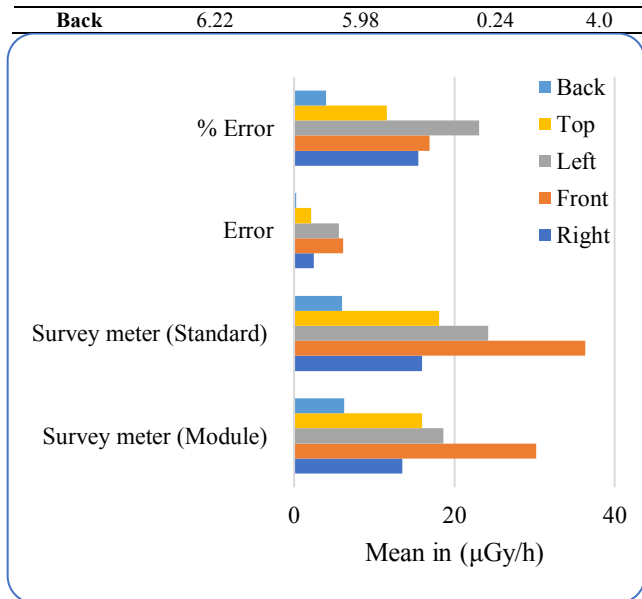 Back 6.22 5.98 0.24 4.0
Back
Top
Left
Front
Right
% Error
Error
Survey meter (Standard)
Survey meter (Module)
0 20 40
Mean in (μGy/h)